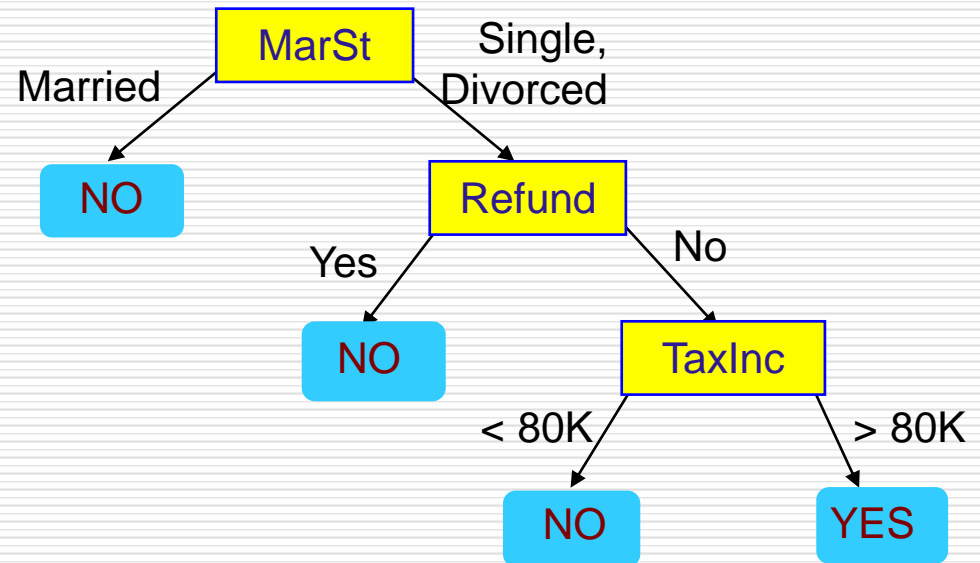 MarSt
Single,
Divorced
Married
NO
Refund
Yes
No
NO
TaxInc
< 80K
> 80K
NO
YES